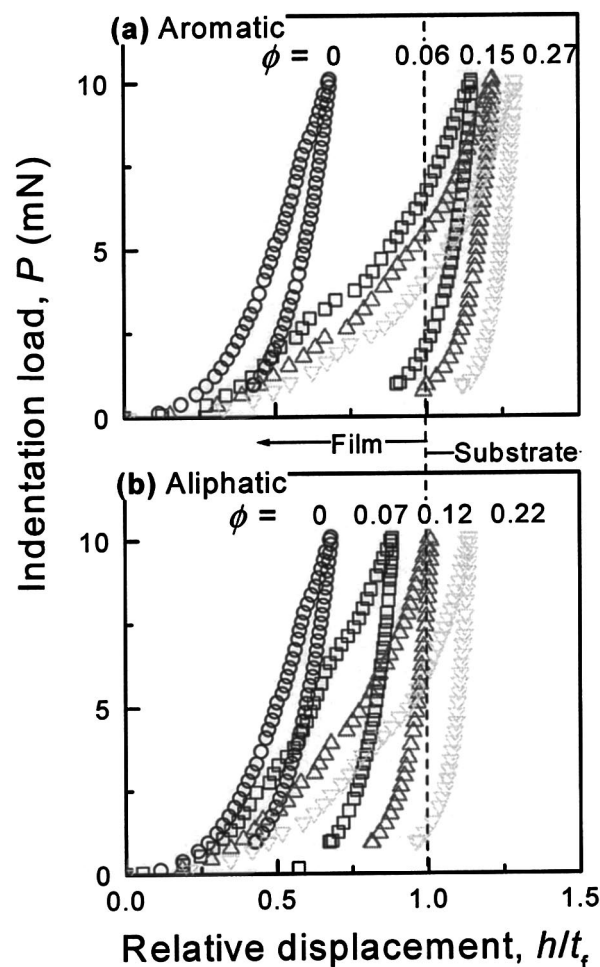 (a) Aromatic
ϕ = 0 0.06 0.15 0.27
10
5
0
Film
Substrate
(b) Aliphatic
ϕ = 0 0.07 0.12 0.22
10
5
0
0.0 0.5 1.0 1.5
Indentation load, P (mN)
Relative displacement, h/t_f